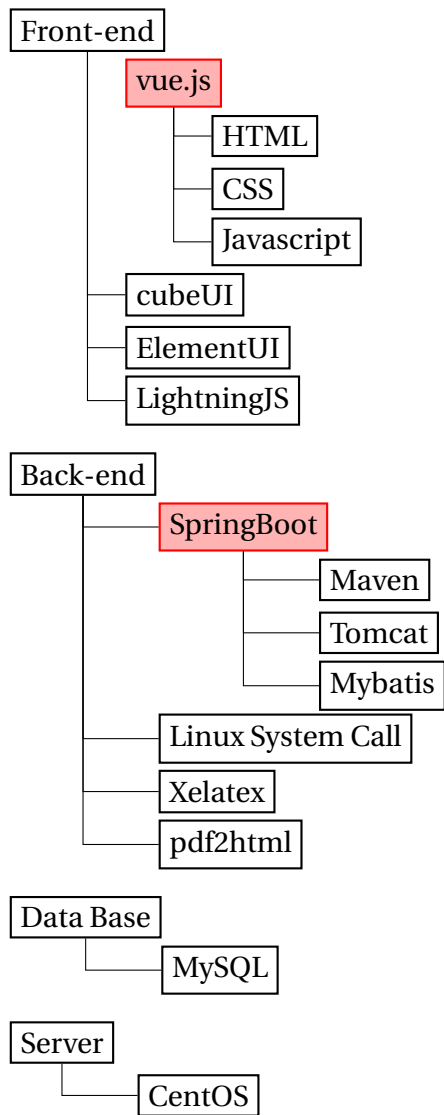 Front-end
vue.js
HTML
CSS
Javascript
cubeUI
ElementUI
LightningJS
Back-end
SpringBoot
Maven
Tomcat
Mybatis
Linux System Call
Xelatex
pdf2html
Data Base
MySQL
Server
CentOS